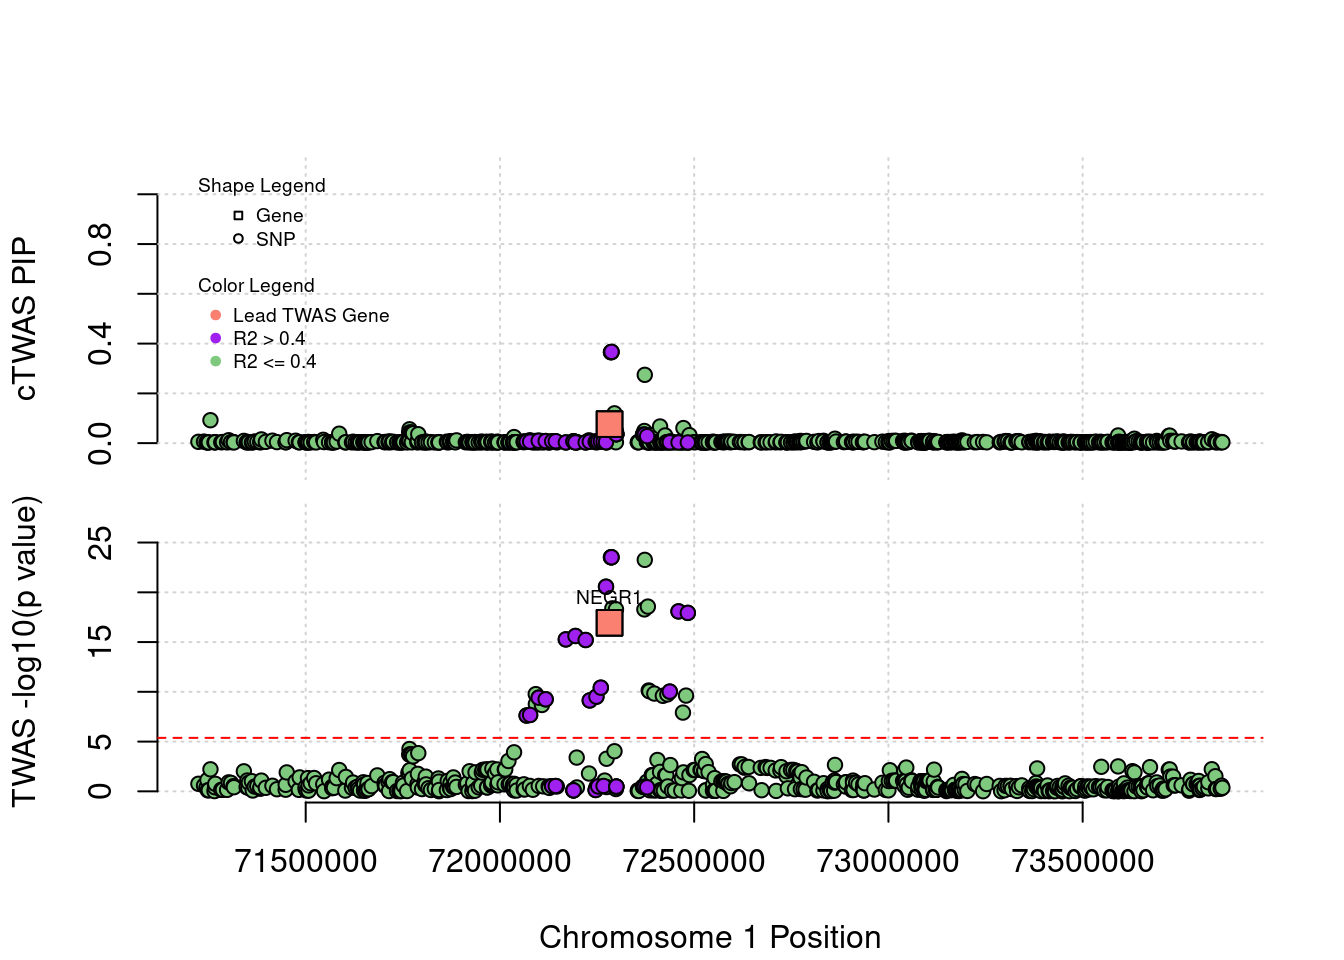 Shape Legend
Gene
SNP
Color Legend
Lead TWAS Gene
R2 > 0.4
R2 <= 0.4
cTWAS PIP
0.8
0.4
0.0
TWAS -log10(p value)
25
15
5
0
NEGR1
71500000 72000000 72500000 73000000 73500000
Chromosome 1 Position